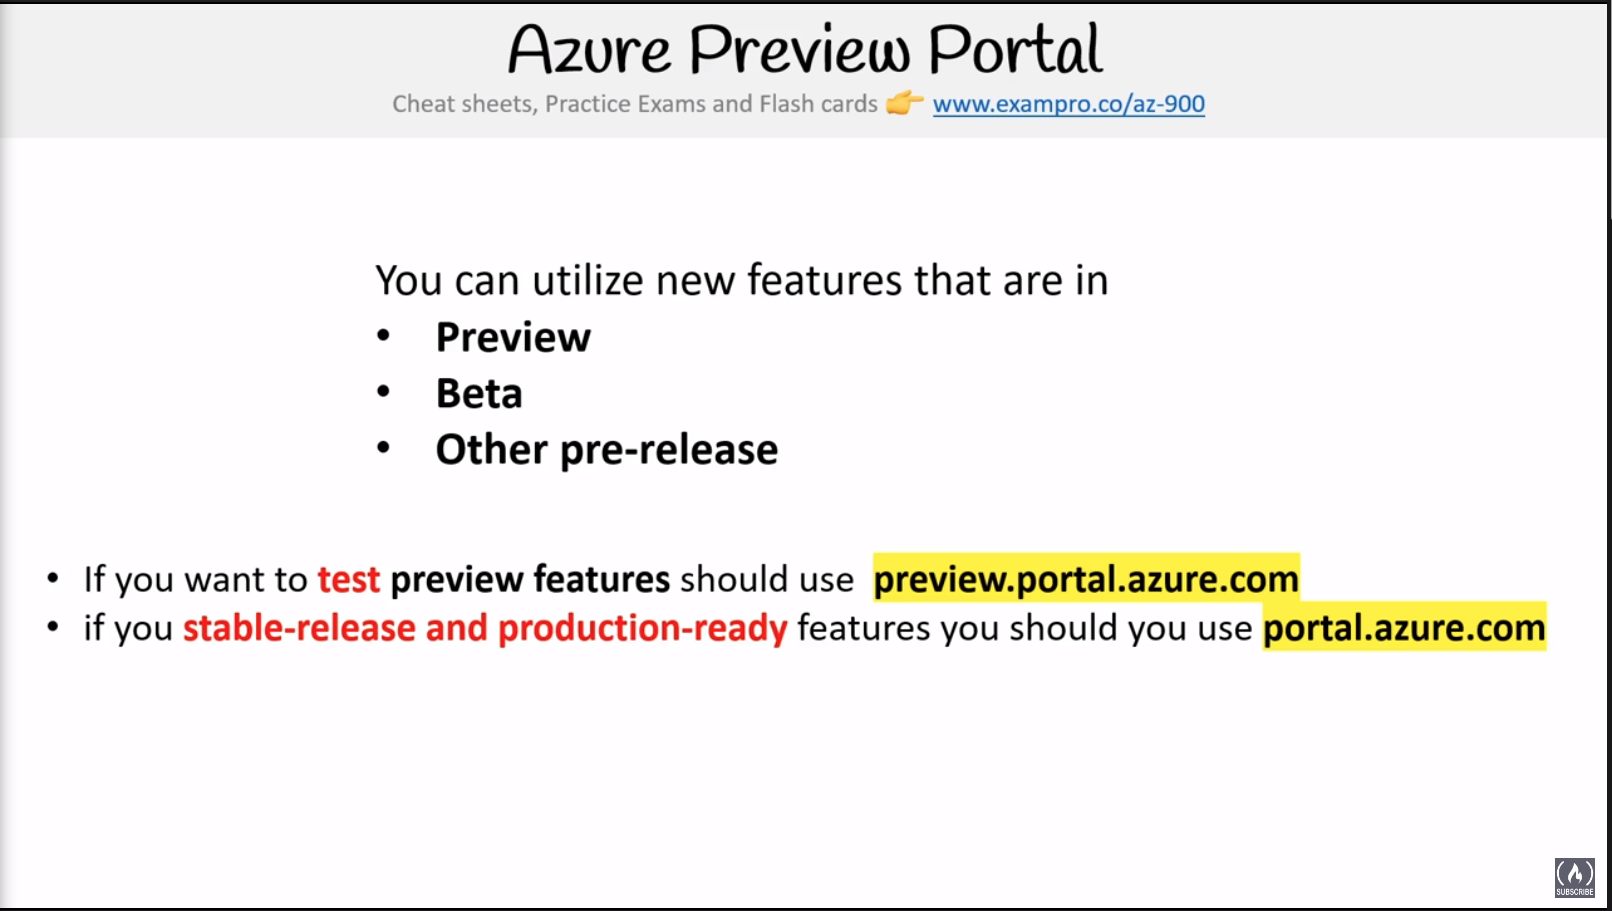 Azure Preview Portal
Cheat sheets, Practice Exams and Flash cards 👉 www.exampro.co/az-900
You can utilize new features that are in
• Preview
• Beta
• Other pre-release
• If you want to test preview features should use preview.portal.azure.com
• if you stable-release and production-ready features you should you use portal.azure.com
SUBSCRIBE